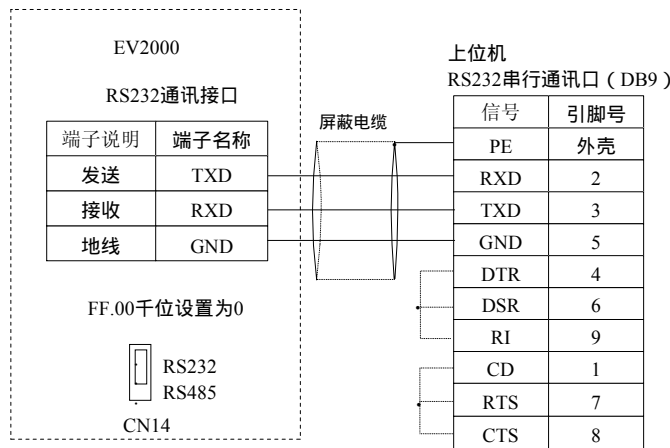 EV2000
RS232通讯接口
端子说明 端子名称
发送 TXD
接收 RXD
地线 GND
FF.00千位设置为0
RS232
RS485
CN14
屏蔽电缆
上位机
RS232串行通讯口（DB9）
信号 引脚号
PE 外壳
RXD 2
TXD 3
GND 5
DTR 4
DSR 6
RI 9
CD 1
RTS 7
CTS 8